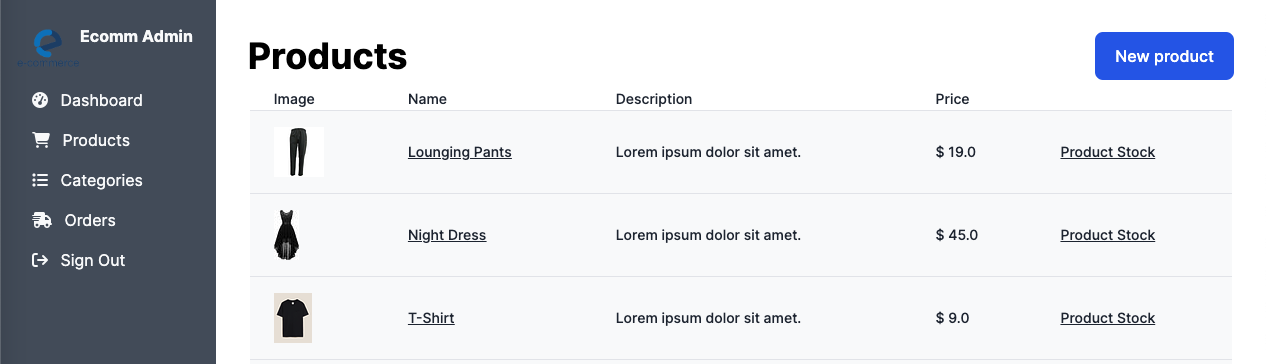 Ecomm Admin
e-commerce
Dashboard
Products
Categories
Orders
Sign Out
Products
New product
Image Name Description Price
Lounging Pants Lorem ipsum dolor sit amet. $ 19.0 Product Stock
Night Dress Lorem ipsum dolor sit amet. $ 45.0 Product Stock
T-Shirt Lorem ipsum dolor sit amet. $ 9.0 Product Stock